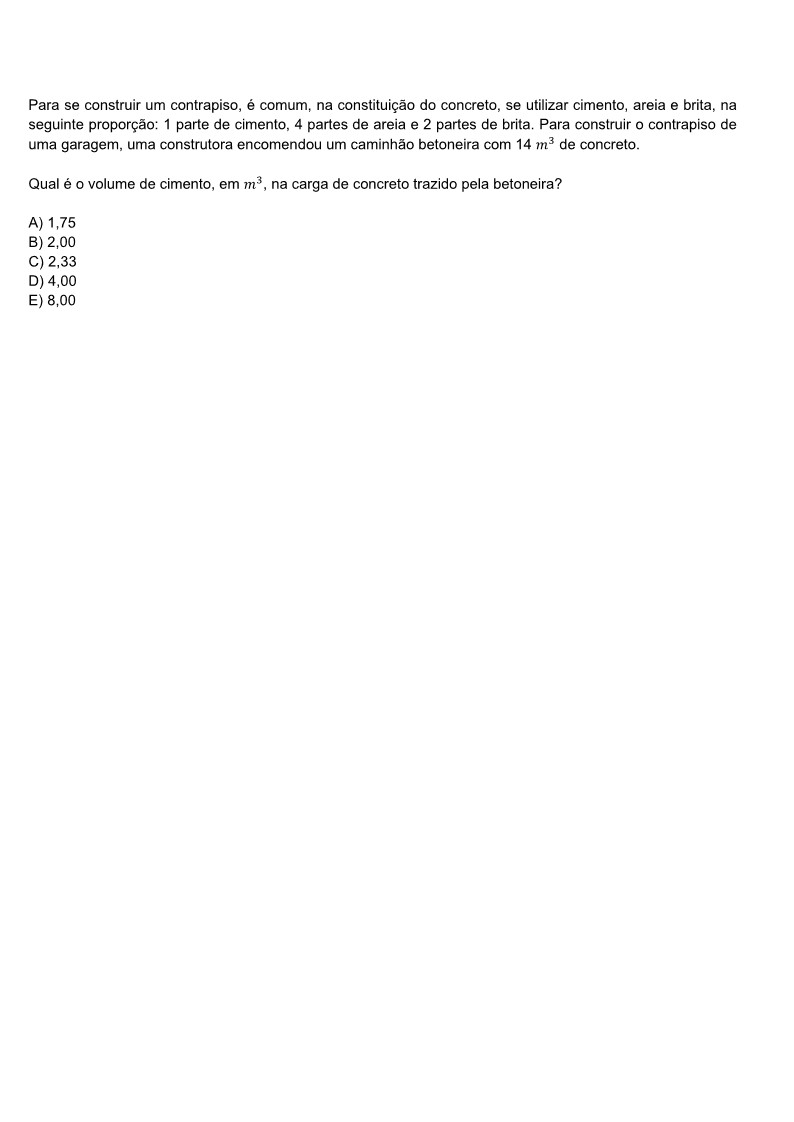 Para se construir um contrapiso, é comum, na constituição do concreto, se utilizar cimento, areia e brita, na
seguinte proporção: 1 parte de cimento, 4 partes de areia e 2 partes de brita. Para construir o contrapiso de
uma garagem, uma construtora encomendou um caminhão betoneira com 14 m³ de concreto.
Qual é o volume de cimento, em m³, na carga de concreto trazido pela betoneira?
A) 1,75
B) 2,00
C) 2,33
D) 4,00
E) 8,00